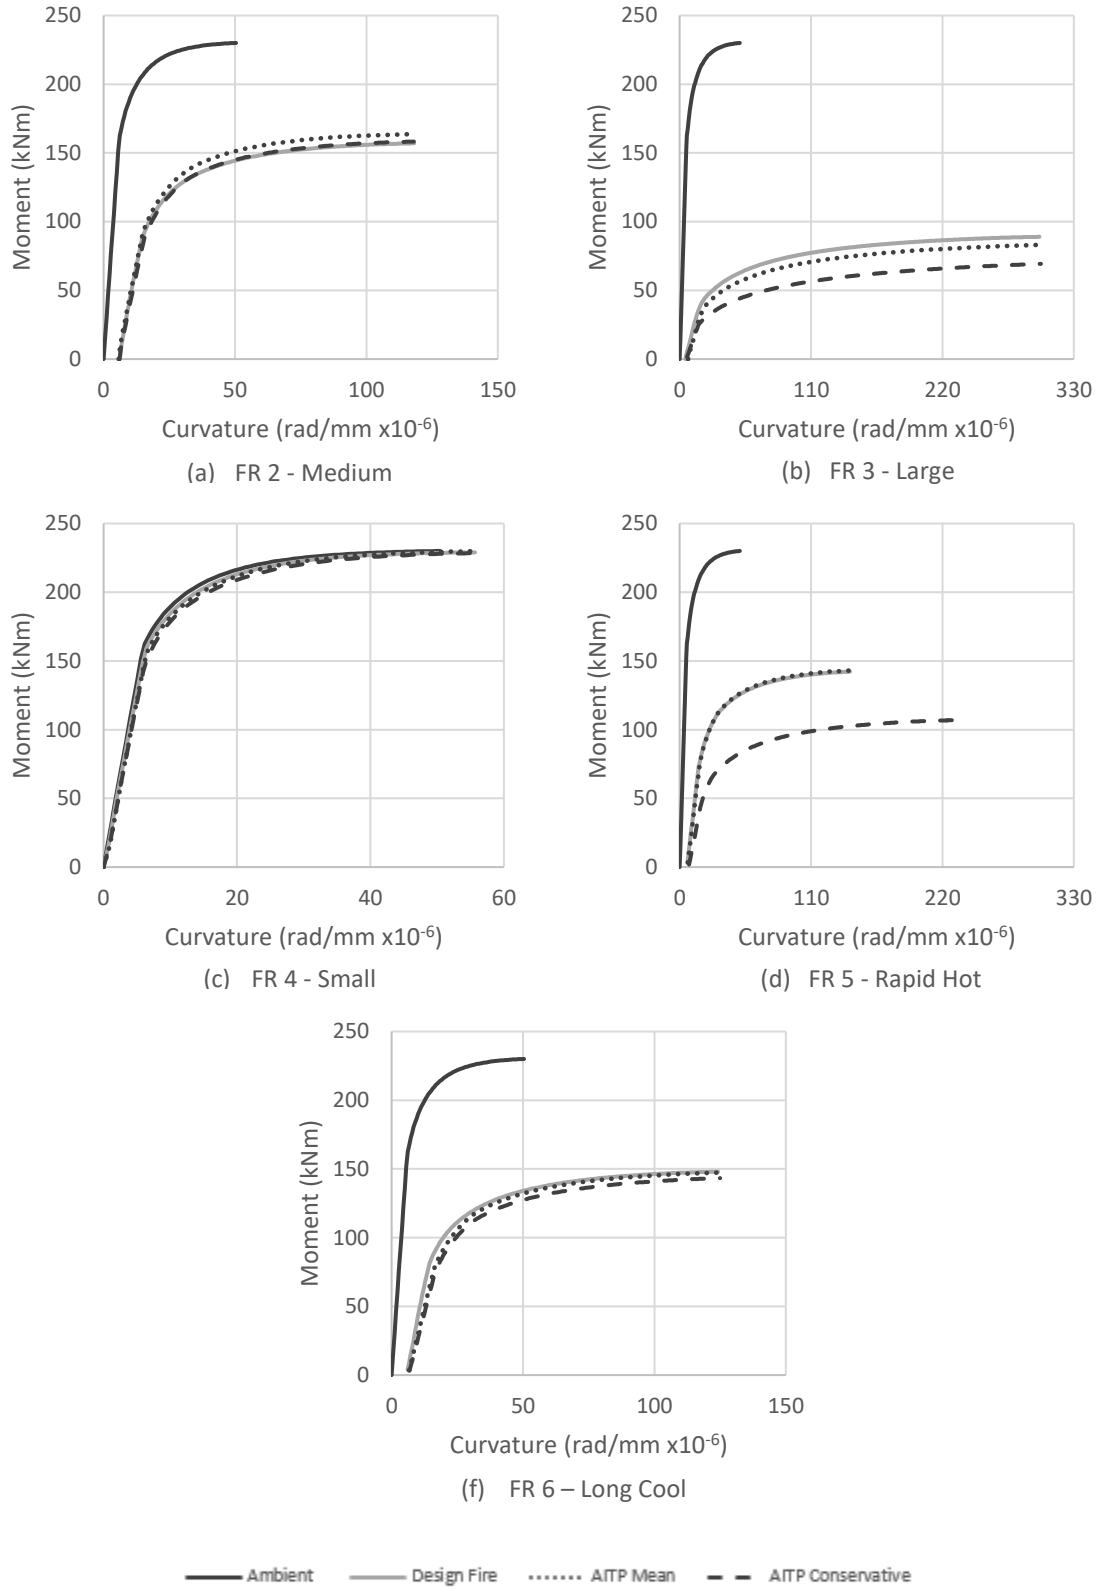 250
200
150
100
50
0
Moment (kNm)
0 50 100 150
Curvature (rad/mm x10-6)
(a) FR 2 - Medium
250
200
150
100
50
0
Moment (kNm)
0 110 220 330
Curvature (rad/mm x10-6)
(b) FR 3 - Large
250
200
150
100
50
0
Moment (kNm)
0 20 40 60
Curvature (rad/mm x10-6)
(c) FR 4 - Small
250
200
150
100
50
0
Moment (kNm)
0 110 220 330
Curvature (rad/mm x10-6)
(d) FR 5 - Rapid Hot
250
200
150
100
50
0
Moment (kNm)
0 50 100 150
Curvature (rad/mm x10-6)
(f) FR 6 – Long Cool
Ambient Design Fire AITP Mean AITP Conservative